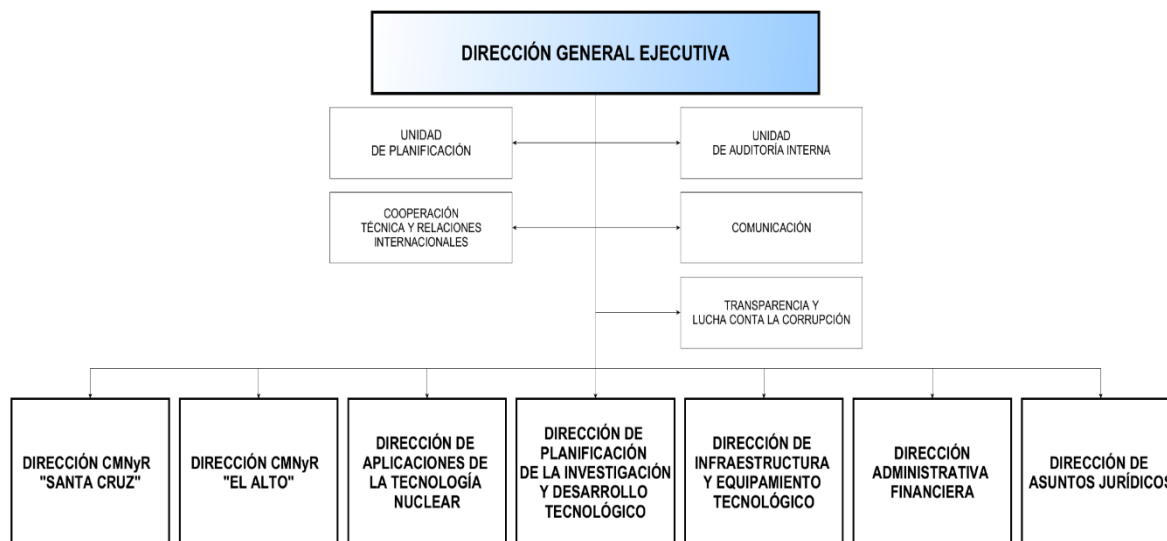 DIRECCIÓN GENERAL EJECUTIVA
UNIDAD
DE PLANIFICACIÓN
UNIDAD
DE AUDITORÍA INTERNA
COOPERACIÓN
TÉCNICA Y RELACIONES
INTERNACIONALES
COMUNICACIÓN
TRANSPARENCIA Y
LUCHA CONTA LA CORRUPCIÓN
DIRECCIÓN CMNyR
"SANTA CRUZ"
DIRECCIÓN CMNyR
"EL ALTO"
DIRECCIÓN DE
APLICACIONES DE
LA TECNOLOGÍA
NUCLEAR
DIRECCIÓN DE
PLANIFICACIÓN
DE LA INVESTIGACIÓN
Y DESARROLLO
TECNOLÓGICO
DIRECCIÓN DE
INFRAESTRUCTURA
Y EQUIPAMIENTO
TECNOLÓGICO
DIRECCIÓN
ADMINISTRATIVA
FINANCIERA
DIRECCIÓN DE
ASUNTOS JURÍDICOS